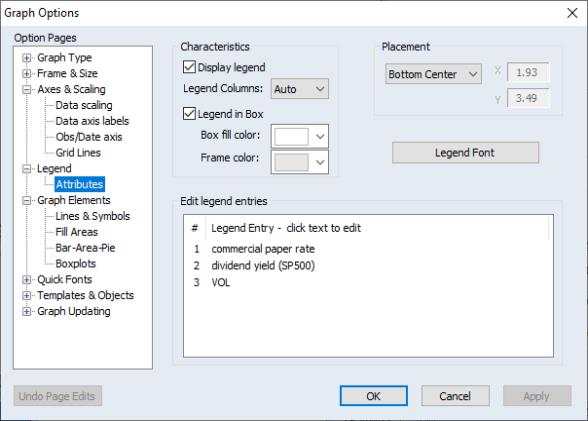 Graph Options
Option Pages
Graph Type
Frame & Size
Axes & Scaling
Data scaling
Data axis labels
Obs/Date axis
Grid Lines
Legend
Attributes
Graph Elements
Lines & Symbols
Fill Areas
Bar-Area-Pie
Boxplots
Quick Fonts
Templates & Objects
Graph Updating
Characteristics
Display legend
Legend Columns: Auto
Legend in Box
Box fill color:
Frame color:
Placement
Bottom Center X 1.93
Y 3.49
Legend Font
Edit legend entries
# Legend Entry - click text to edit
1 commercial paper rate
2 dividend yield (SP500)
3 VOL
Undo Page Edits OK Cancel Apply